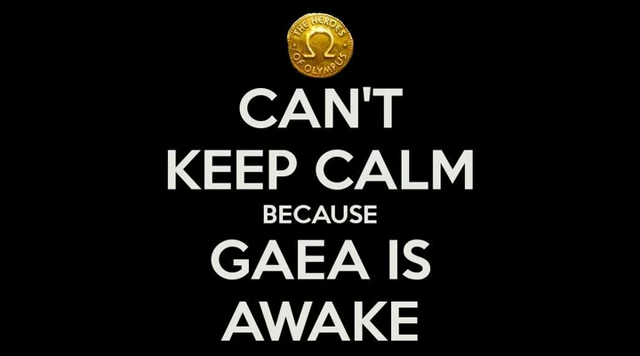 THE HEROES
OF OLYMPUS
Ω
CAN'T
KEEP CALM
BECAUSE
GAEA IS
AWAKE